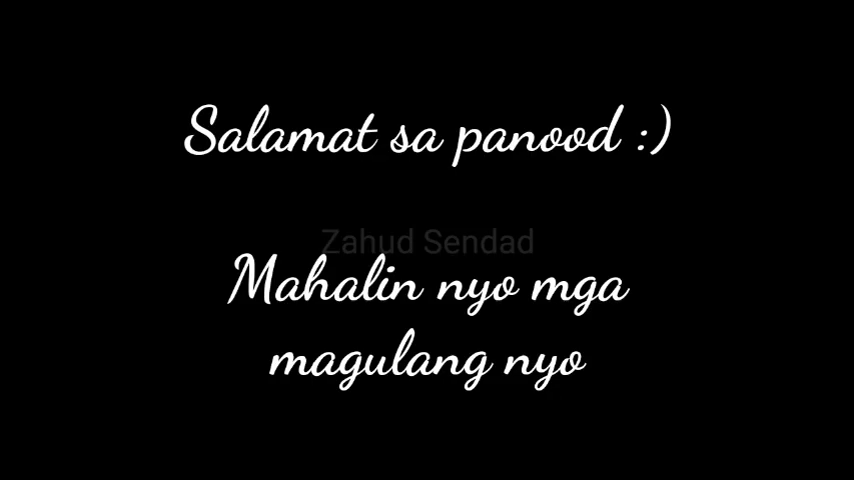 Salamat sa panood :)
Zahud Sendad
Mahalin nyo mga
magulang nyo